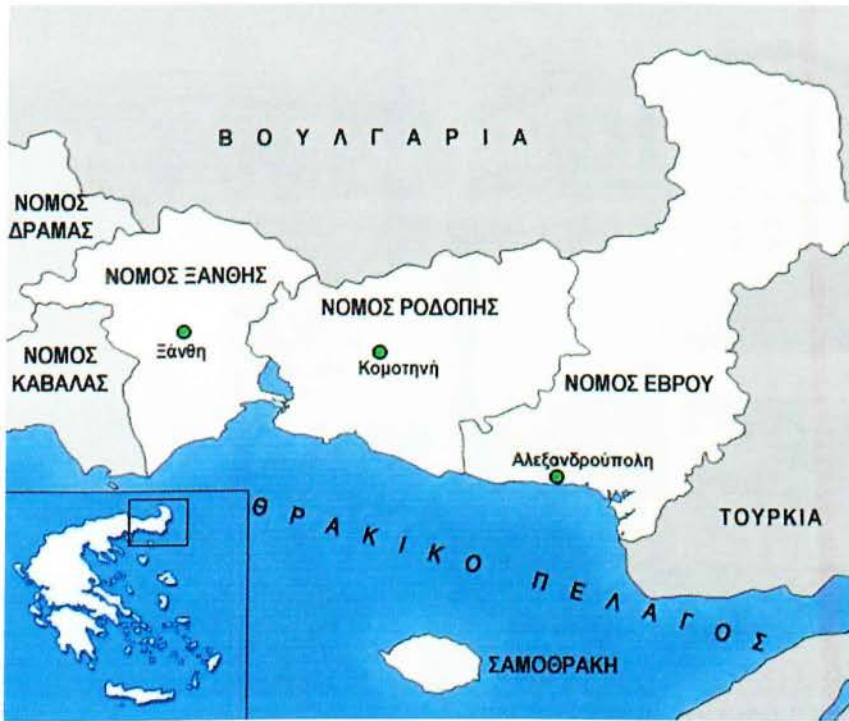 ΒΟΥΛΓΑΡΙΑ
ΝΟΜΟΣ
ΔΡΑΜΑΣ
ΝΟΜΟΣ ΞΑΝΘΗΣ
ΝΟΜΟΣ ΡΟΔΟΠΗΣ
Ξάνθη
ΝΟΜΟΣ
ΚΑΒΑΛΑΣ
Κομοτηνή
ΝΟΜΟΣ ΕΒΡΟΥ
Αλεξανδρούπολη
ΤΟΥΡΚΙΑ
ΘΡΑΚΙΚΟ ΠΕΛΑΓΟΣ
ΣΑΜΟΘΡΑΚΗ